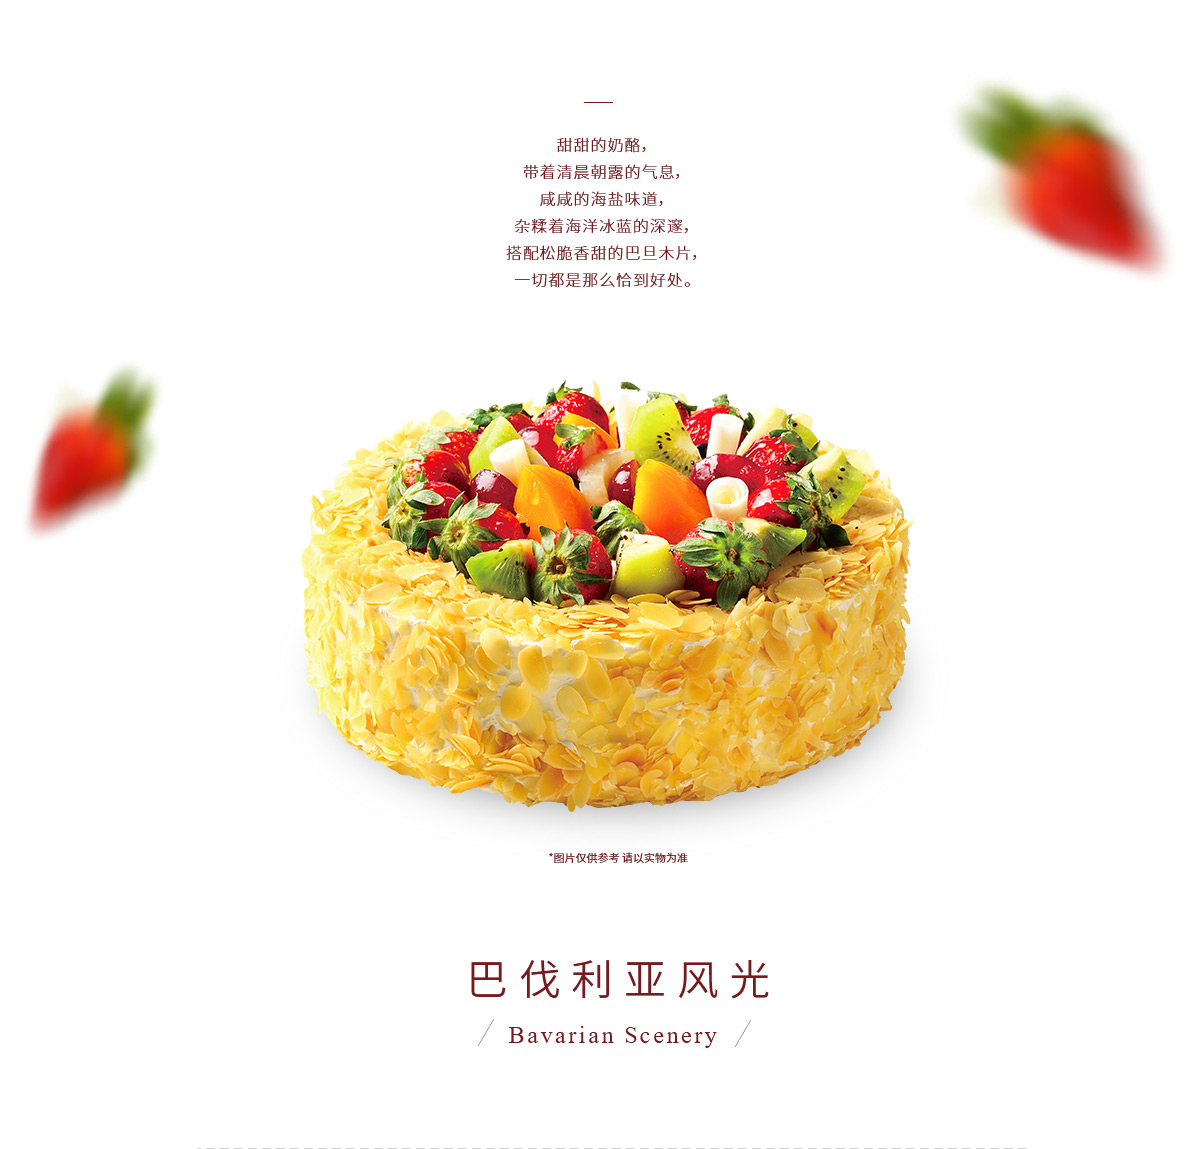 甜甜的奶酪，
带着清晨朝露的气息，
咸咸的海盐味道，
杂糅着海洋冰蓝的深邃，
搭配松脆香甜的巴旦木片，
一切都是那么恰到好处。
*图片仅供参考 请以实物为准
巴伐利亚风光
Bavarian Scenery